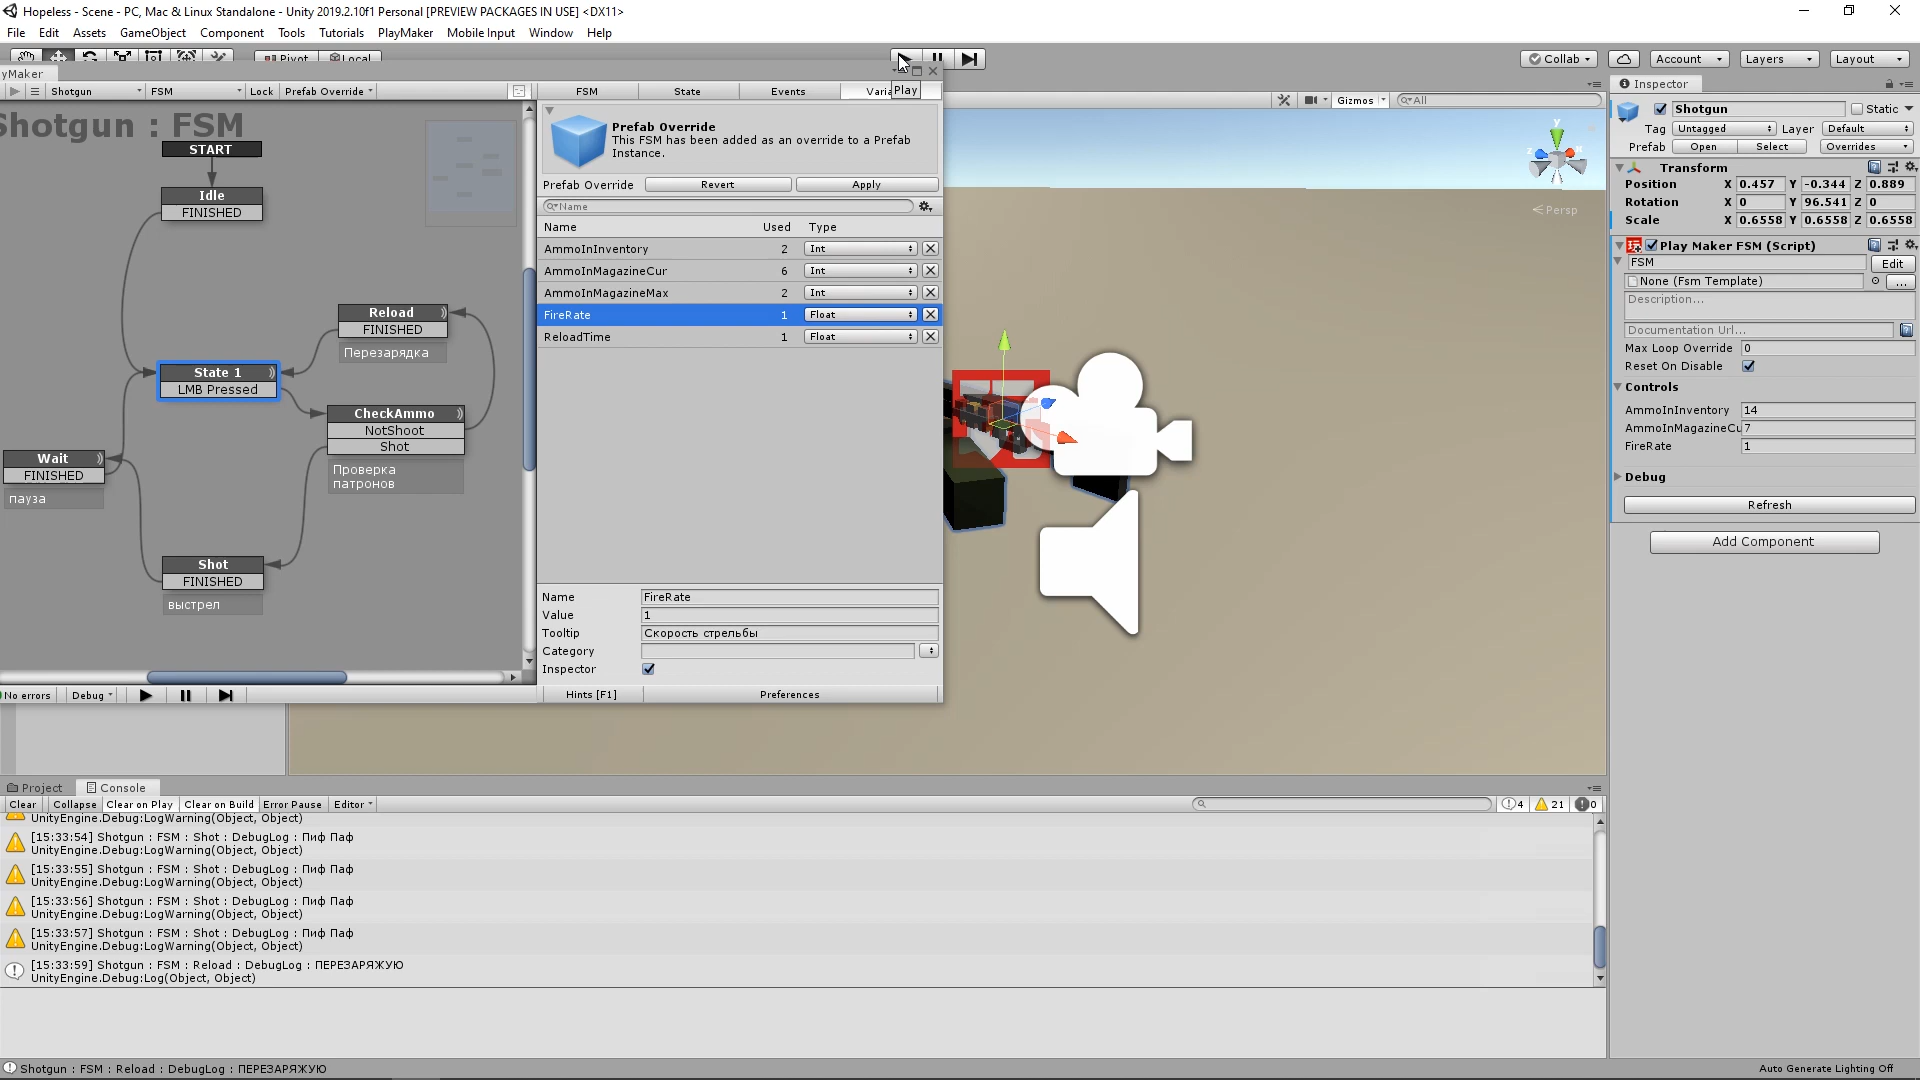 Hopeless - Scene - PC, Mac & Linux Standalone - Unity 2019.2.10f1 Personal [PREVIEW PACKAGES IN USE] <DX11>
File Edit Assets GameObject Component Tools Tutorials PlayMaker Mobile Input Window Help
Pivot Local
Collab Account Layers Layout
yMaker
Play
Shotgun FSM Lock Prefab Override
FSM State Events Varia
Shotgun : FSM
START
Idle
FINISHED
Reload
FINISHED
Перезарядка
State 1
LMB Pressed
CheckAmmo
NotShoot
Shot
Проверка
патронов
Wait
FINISHED
пауза
Shot
FINISHED
выстрел
No errors Debug
Prefab Override
This FSM has been added as an override to a Prefab
Instance.
Prefab Override Revert Apply
Name
Name Used Type
AmmoInInventory 2 Int
AmmoInMagazineCur 6 Int
AmmoInMagazineMax 2 Int
FireRate 1 Float
ReloadTime 1 Float
Name FireRate
Value 1
Tooltip Скорость стрельбы
Category
Inspector
Hints [F1] Preferences
Gizmos All
y
Persp
Inspector
Shotgun Static
Tag Untagged Layer Default
Prefab Open Select Overrides
Transform
Position X 0.457 Y -0.344 Z 0.889
Rotation X 0 Y 96.541 Z 0
Scale X 0.6558 Y 0.6558 Z 0.6558
Play Maker FSM (Script)
FSM Edit
None (Fsm Template) ...
Description...
Documentation Url...
Max Loop Override 0
Reset On Disable
Controls
AmmoInInventory 14
AmmoInMagazineCu 7
FireRate 1
Debug
Refresh
Add Component
Project Console
Clear Collapse Clear on Play Clear on Build Error Pause Editor
4 21 0
UnityEngine.Debug:LogWarning(Object, Object)
[15:33:54] Shotgun : FSM : Shot : DebugLog : Пиф Паф
UnityEngine.Debug:LogWarning(Object, Object)
[15:33:55] Shotgun : FSM : Shot : DebugLog : Пиф Паф
UnityEngine.Debug:LogWarning(Object, Object)
[15:33:56] Shotgun : FSM : Shot : DebugLog : Пиф Паф
UnityEngine.Debug:LogWarning(Object, Object)
[15:33:57] Shotgun : FSM : Shot : DebugLog : Пиф Паф
UnityEngine.Debug:LogWarning(Object, Object)
[15:33:59] Shotgun : FSM : Reload : DebugLog : ПЕРЕЗАРЯЖУЮ
UnityEngine.Debug:Log(Object, Object)
Shotgun : FSM : Reload : DebugLog : ПЕРЕЗАРЯЖУЮ
Auto Generate Lighting Off